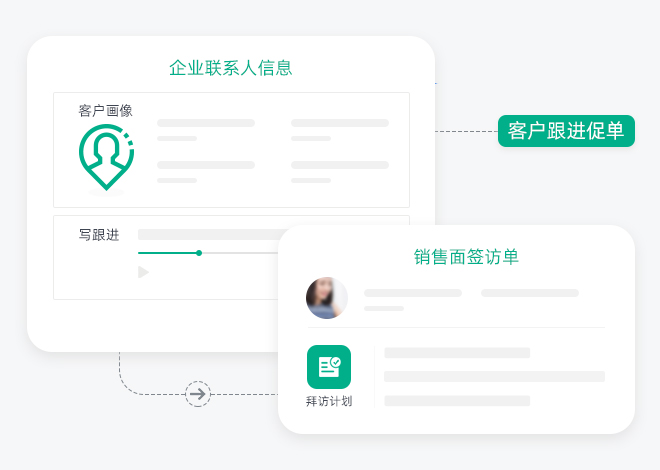 企业联系人信息
客户画像
客户跟进促单
写跟进
销售面签访单
拜访计划